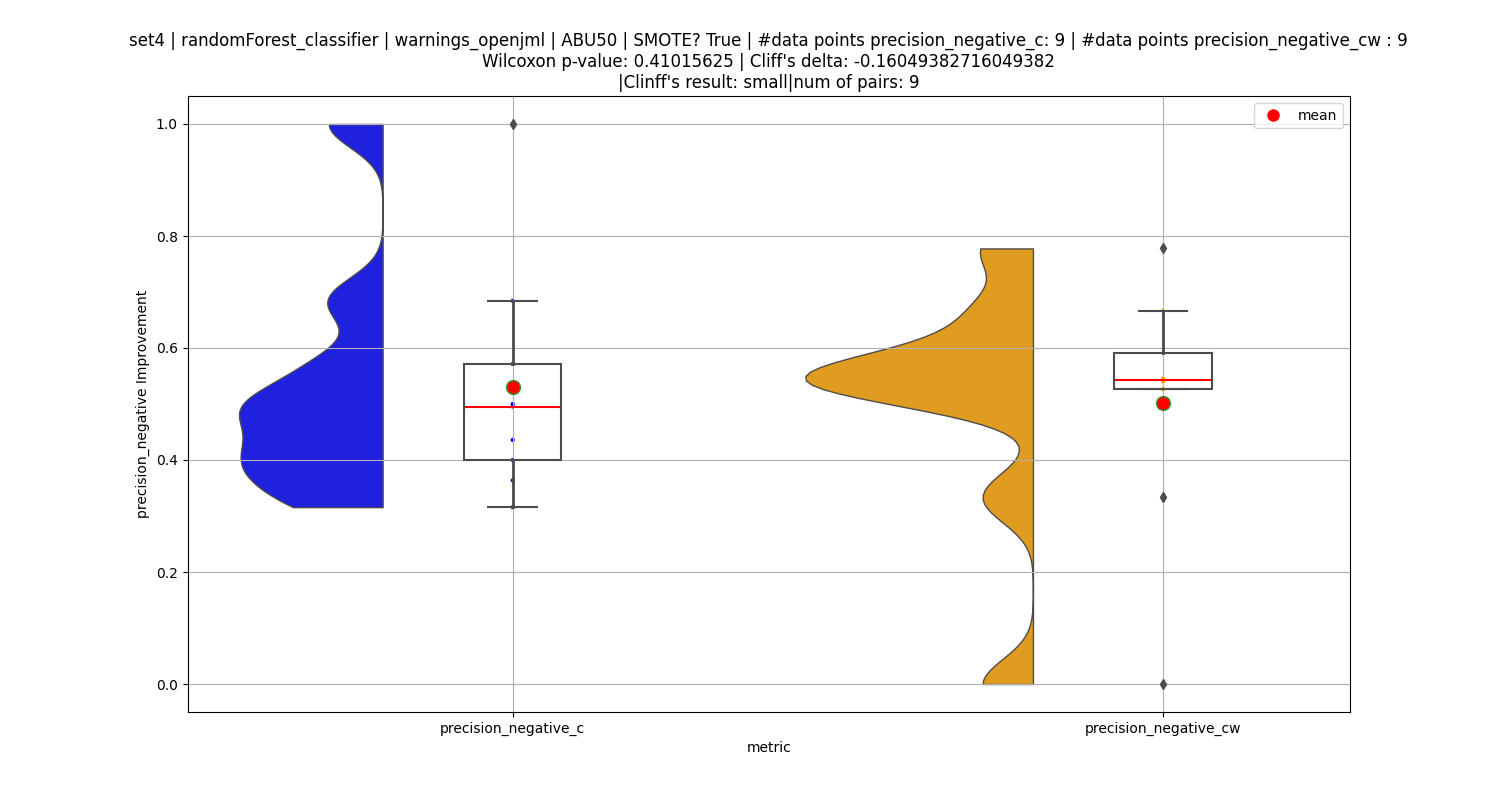 set4 | randomForest_classifier | warnings_openjml | ABU50 | SMOTE? True | #data points precision_negative_c: 9 | #data points precision_negative_cw : 9
Wilcoxon p-value: 0.41015625 | Cliff's delta: -0.16049382716049382
|Clinff's result: small|num of pairs: 9
mean
1.0
0.8
0.6
0.4
0.2
0.0
precision_negative Improvement
precision_negative_c
precision_negative_cw
metric